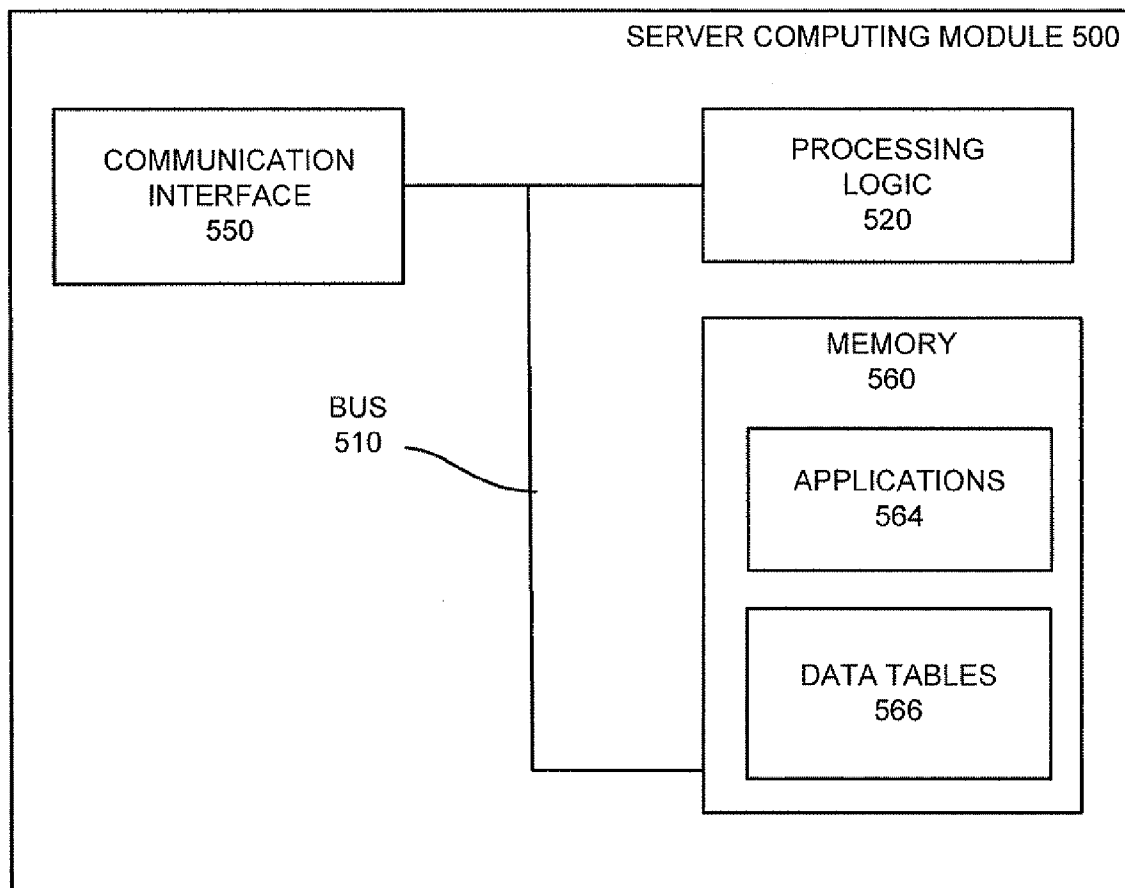 SERVER COMPUTING MODULE 500
COMMUNICATION
INTERFACE
550
PROCESSING
LOGIC
520
MEMORY
560
BUS
510
APPLICATIONS
564
DATA TABLES
566